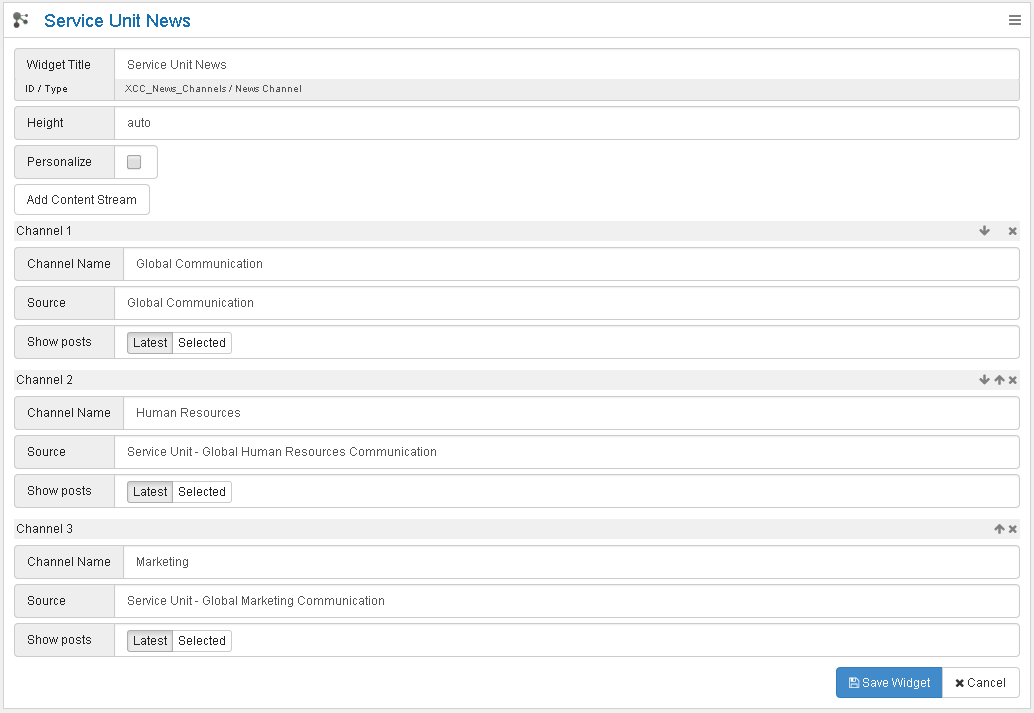 Service Unit News
Widget Title Service Unit News
ID / Type XCC_News_Channels / News Channel
Height auto
Personalize
Add Content Stream
Channel 1
Channel Name Global Communication
Source Global Communication
Show posts Latest Selected
Channel 2
Channel Name Human Resources
Source Service Unit - Global Human Resources Communication
Show posts Latest Selected
Channel 3
Channel Name Marketing
Source Service Unit - Global Marketing Communication
Show posts Latest Selected
Save Widget Cancel